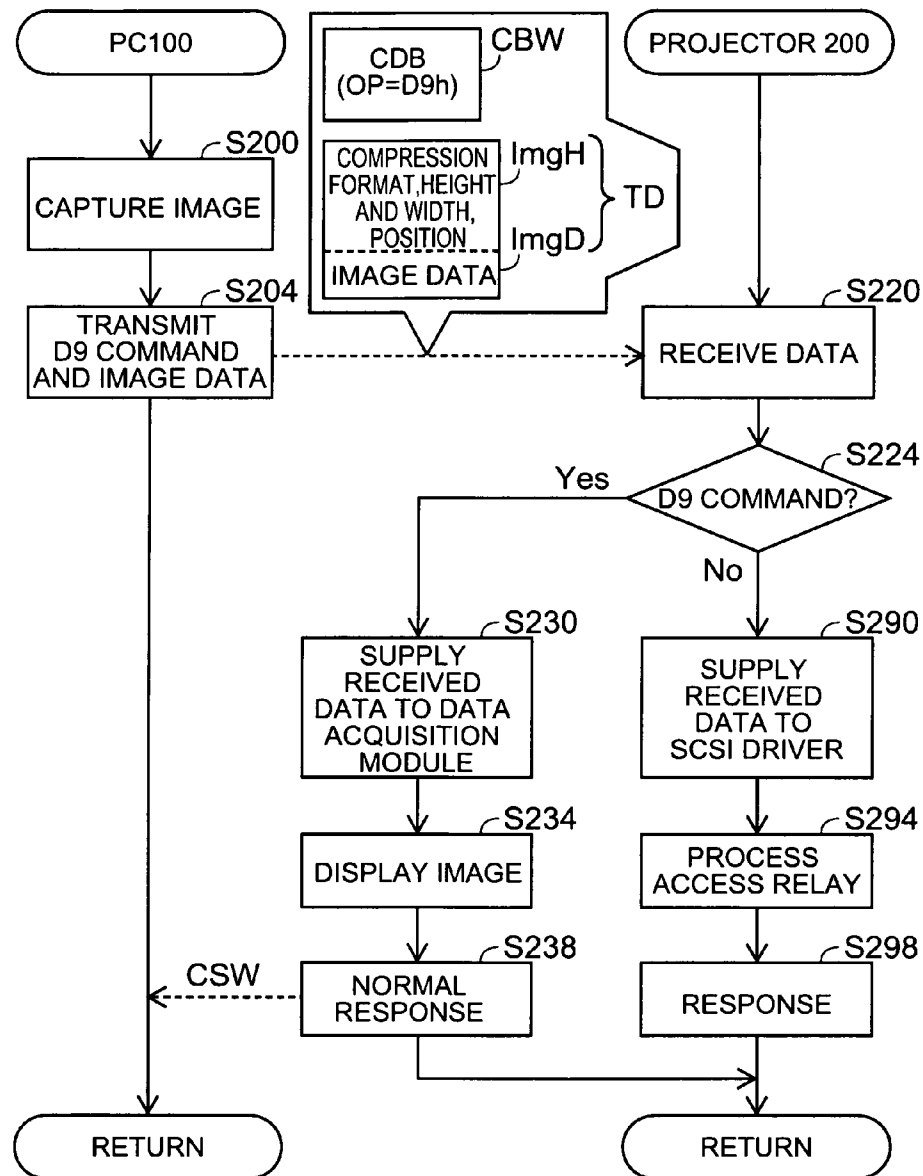 PC100
CDB
(OP=D9h)
CBW
PROJECTOR 200
S200
CAPTURE IMAGE
COMPRESSION
FORMAT,HEIGHT
AND WIDTH,
POSITION
ImgH
TD
ImgD
IMAGE DATA
S204
TRANSMIT
D9 COMMAND
AND IMAGE DATA
S220
RECEIVE DATA
S224
D9 COMMAND?
Yes
No
S230
SUPPLY
RECEIVED
DATA TO DATA
ACQUISITION
MODULE
S290
SUPPLY
RECEIVED
DATA TO
SCSI DRIVER
S234
DISPLAY IMAGE
S294
PROCESS
ACCESS RELAY
S238
NORMAL
RESPONSE
CSW
S298
RESPONSE
RETURN
RETURN